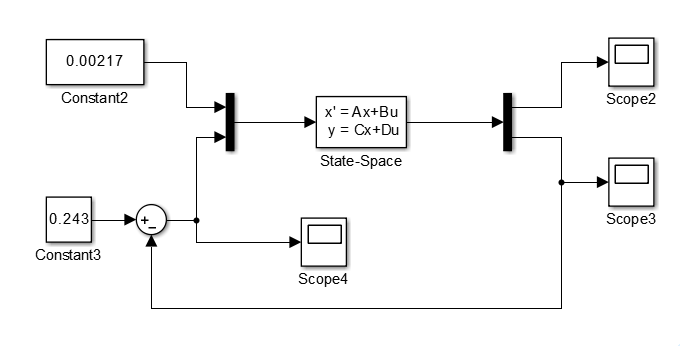 0.00217
Constant2
x' = Ax+Bu
y = Cx+Du
State-Space
Scope2
0.243
Constant3
+
−
Scope4
Scope3